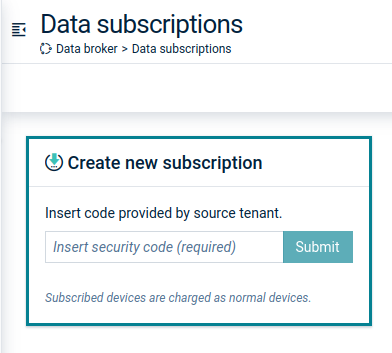 Data subscriptions
Data broker > Data subscriptions
Create new subscription
Insert code provided by source tenant.
Insert security code (required)
Submit
Subscribed devices are charged as normal devices.